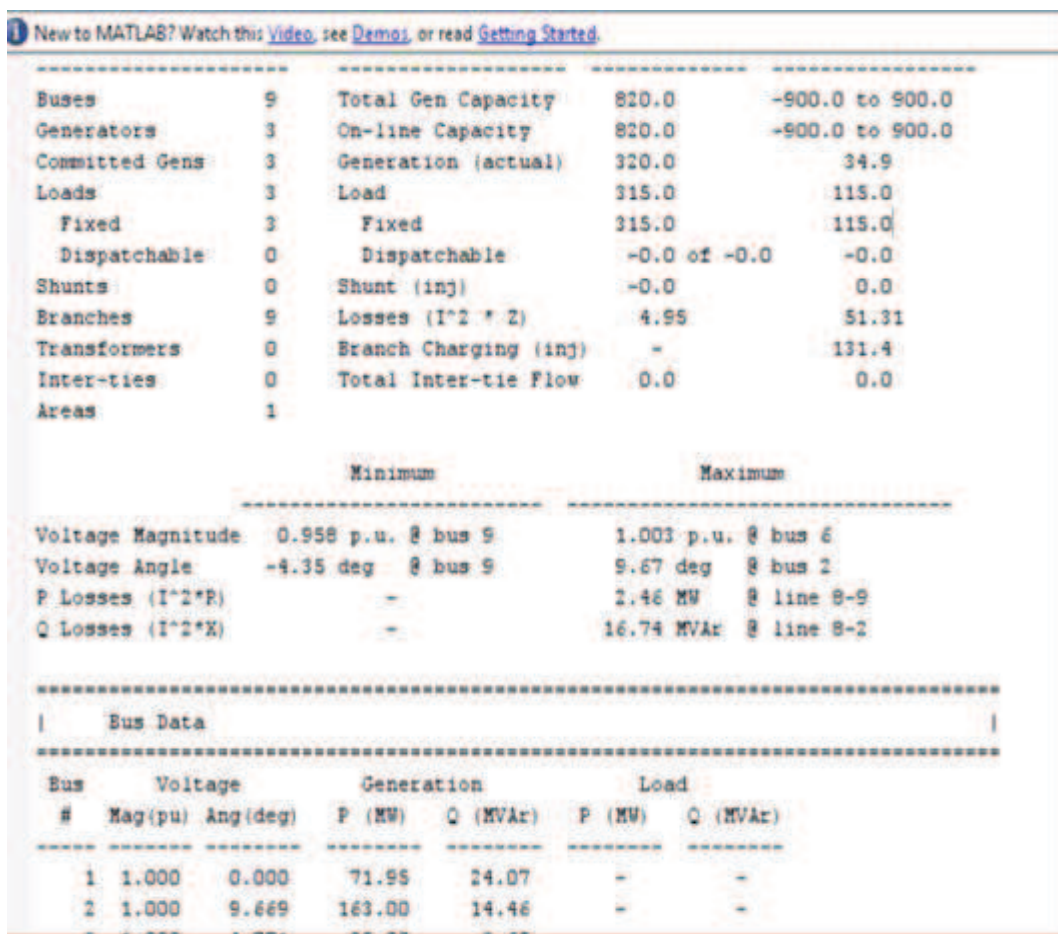 New to MATLAB? Watch this Video, see Demos, or read Getting Started.
--------------------- ------------------- ------------- -----------------
Buses 9 Total Gen Capacity 820.0 -900.0 to 900.0
Generators 3 On-line Capacity 820.0 -900.0 to 900.0
Committed Gens 3 Generation (actual) 320.0 34.9
Loads 3 Load 315.0 115.0
Fixed 3 Fixed 315.0 115.0
Dispatchable 0 Dispatchable -0.0 of -0.0 -0.0
Shunts 0 Shunt (inj) -0.0 0.0
Branches 9 Losses (I^2 * Z) 4.95 51.31
Transformers 0 Branch Charging (inj) - 131.4
Inter-ties 0 Total Inter-tie Flow 0.0 0.0
Areas 1
Minimum Maximum
------------------------- --------------------------------
Voltage Magnitude 0.958 p.u. @ bus 9 1.003 p.u. @ bus 6
Voltage Angle -4.35 deg @ bus 9 9.67 deg @ bus 2
P Losses (I^2*R) - 2.46 MW @ line 8-9
Q Losses (I^2*X) - 16.74 MVAr @ line 8-2
================================================================================
| Bus Data |
================================================================================
Bus Voltage Generation Load
# Mag(pu) Ang(deg) P (MW) Q (MVAr) P (MW) Q (MVAr)
----- ------- -------- -------- -------- -------- --------
1 1.000 0.000 71.95 24.07 - -
2 1.000 9.669 163.00 14.46 - -